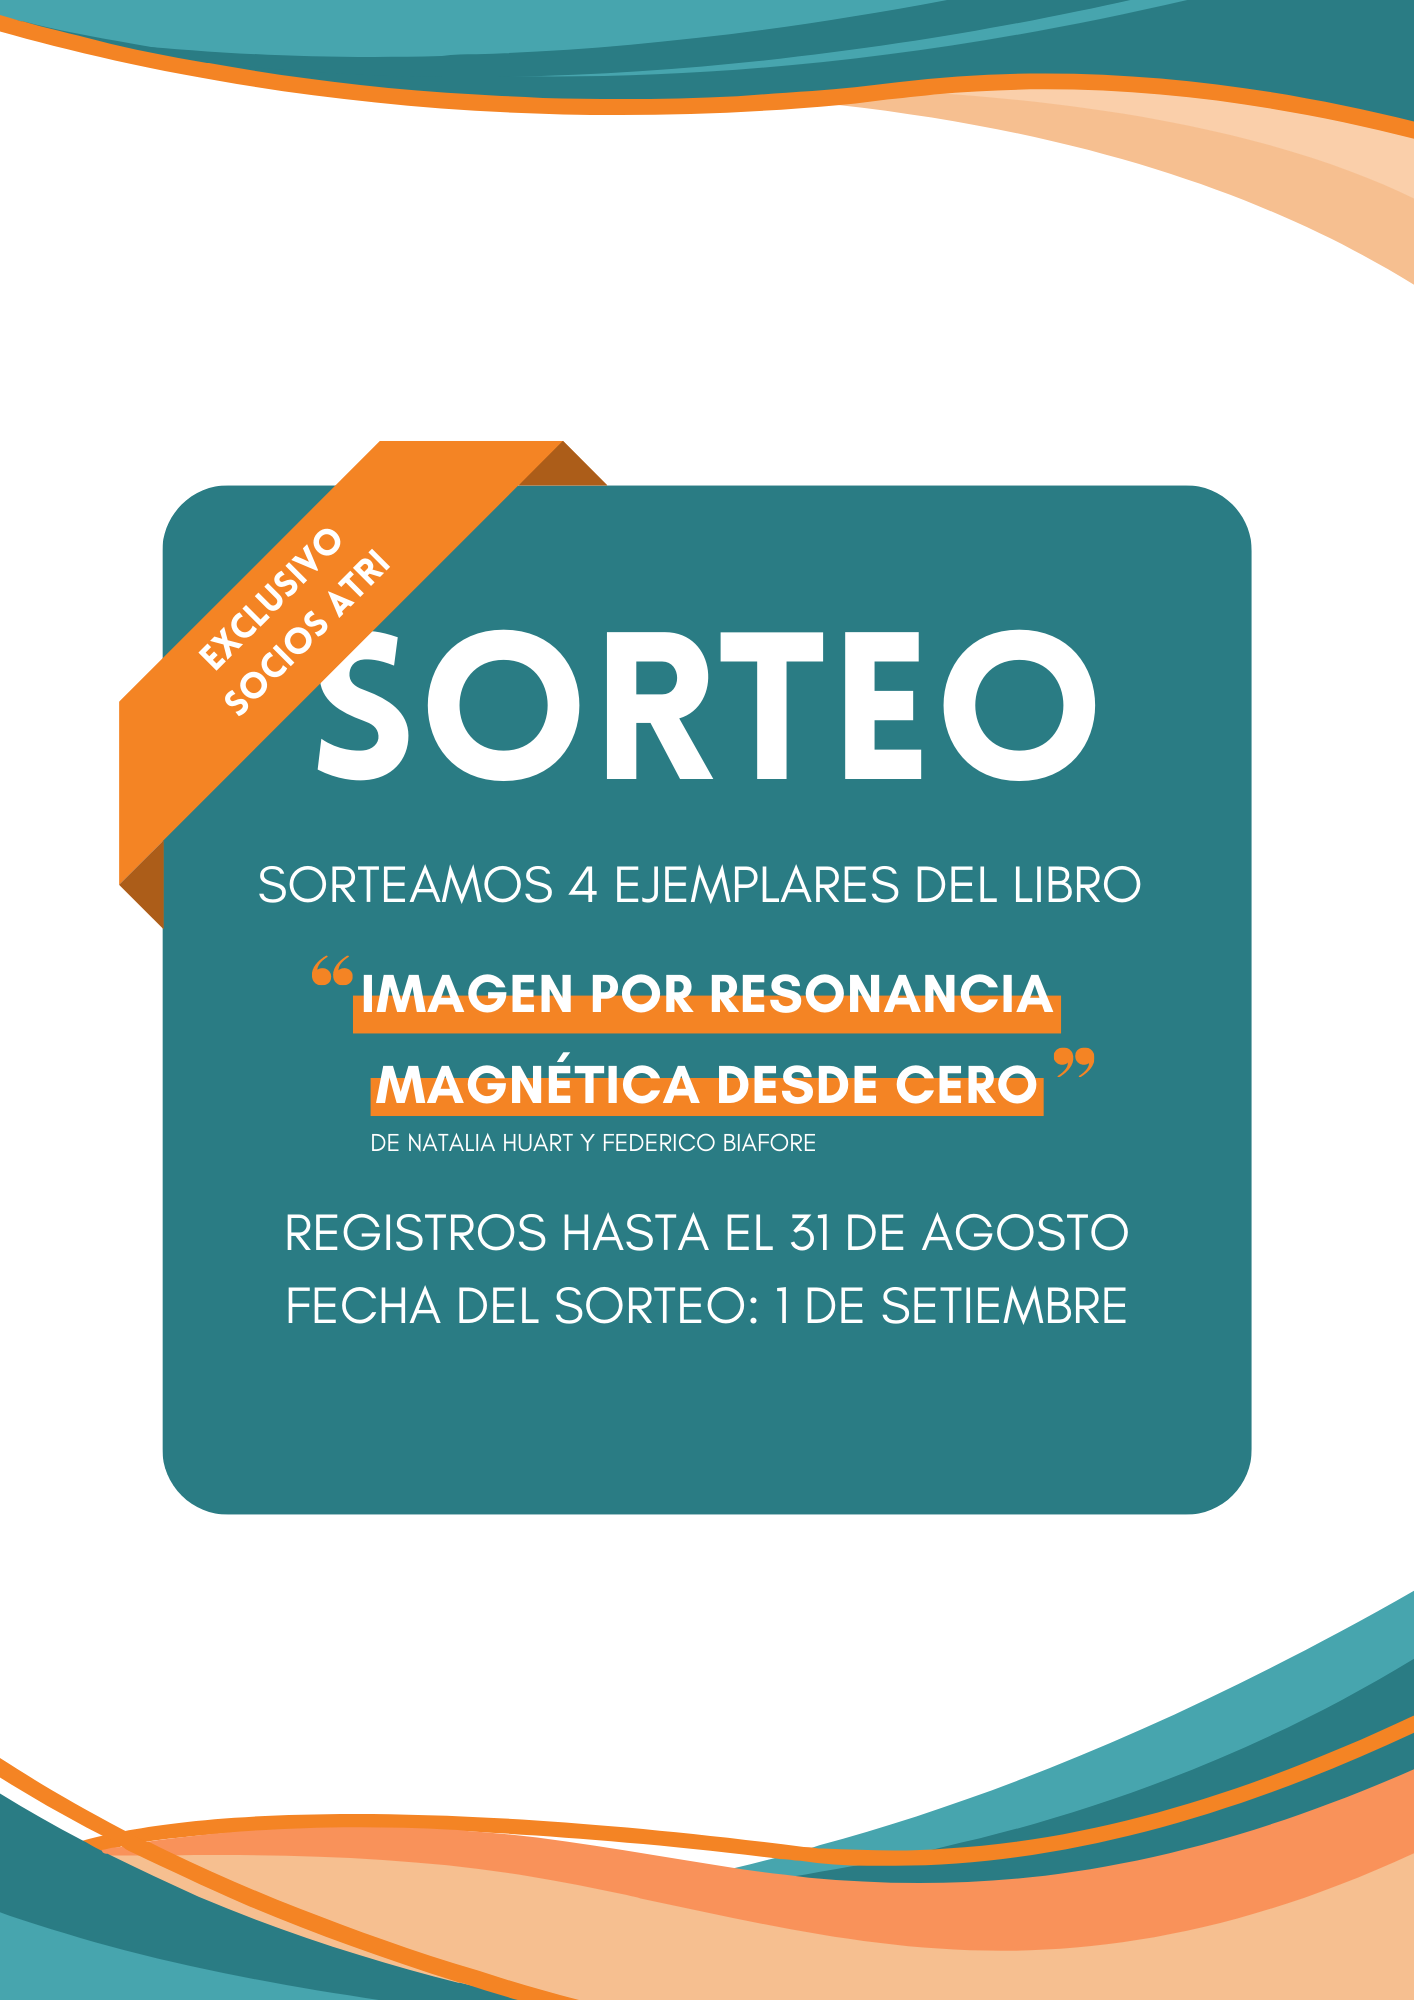 EXCLUSIVO
SOCIOS ATRI
SORTEO
SORTEAMOS 4 EJEMPLARES DEL LIBRO
“IMAGEN POR RESONANCIA
MAGNÉTICA DESDE CERO”
DE NATALIA HUART Y FEDERICO BIAFORE
REGISTROS HASTA EL 31 DE AGOSTO
FECHA DEL SORTEO: 1 DE SETIEMBRE